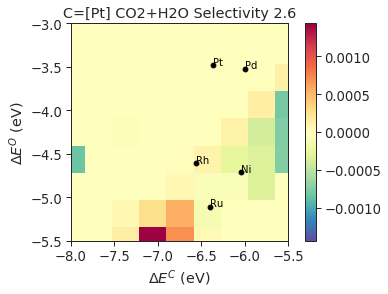 C=[Pt] CO2+H2O Selectivity 2.6
−3.0
−3.5
−4.0
−4.5
−5.0
−5.5
ΔE^O (eV)
Pt
Pd
Rh
Ni
Ru
−8.0 −7.5 −7.0 −6.5 −6.0 −5.5
ΔE^C (eV)
0.0010
0.0005
0.0000
−0.0005
−0.0010